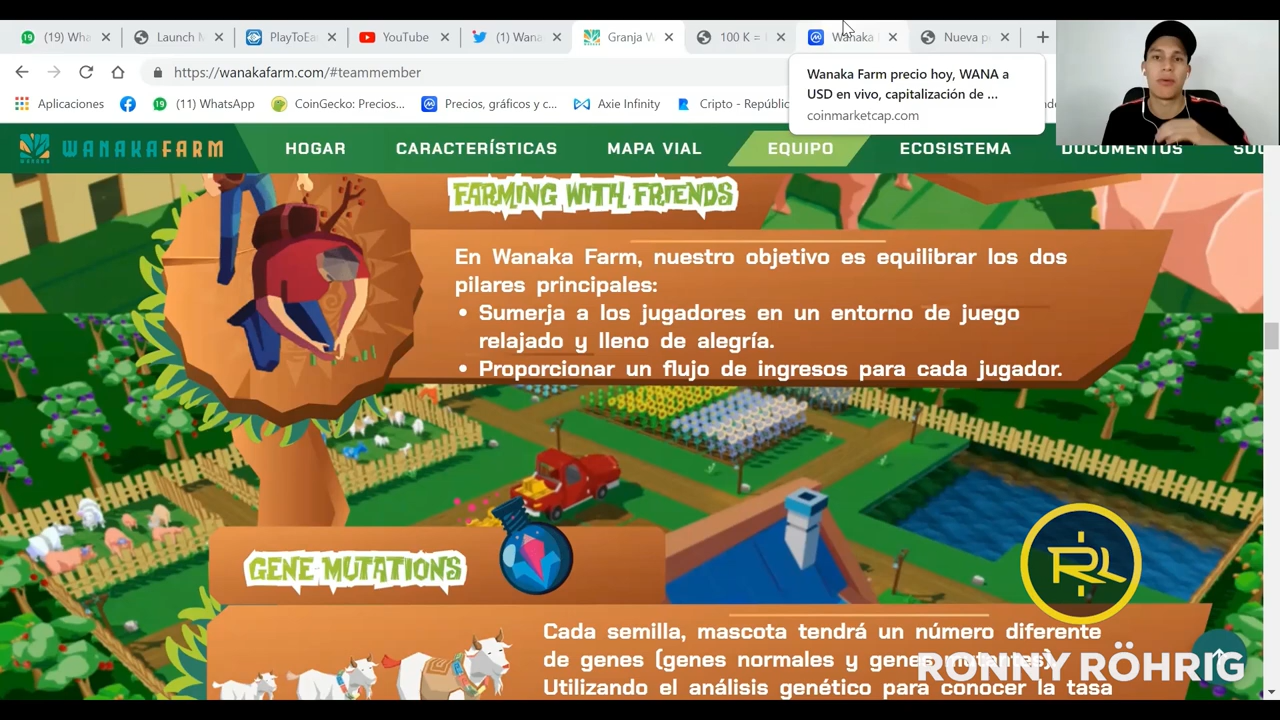 (19) Wha
Launch M
PlayToEa
YouTube
(1) Wana
Granja W
100 K =
Wanaka
Nueva p
https://wanakafarm.com/#teammember
Wanaka Farm precio hoy, WANA a
USD en vivo, capitalización de ...
coinmarketcap.com
Aplicaciones
(11) WhatsApp
CoinGecko: Precios...
Precios, gráficos y c...
Axie Infinity
Cripto - Repúblic
WANAKAFARM
HOGAR
CARACTERÍSTICAS
MAPA VIAL
EQUIPO
ECOSISTEMA
DOCUMENTOS
SOC
FARMING WITH FRIENDS
En Wanaka Farm, nuestro objetivo es equilibrar los dos
pilares principales:
• Sumerja a los jugadores en un entorno de juego
relajado y lleno de alegría.
• Proporcionar un flujo de ingresos para cada jugador.
GENE MUTATIONS
Cada semilla, mascota tendrá un número diferente
de genes (genes normales y genes mutantes)
Utilizando el análisis genético para conocer la tasa
RONNY RÖHRIG